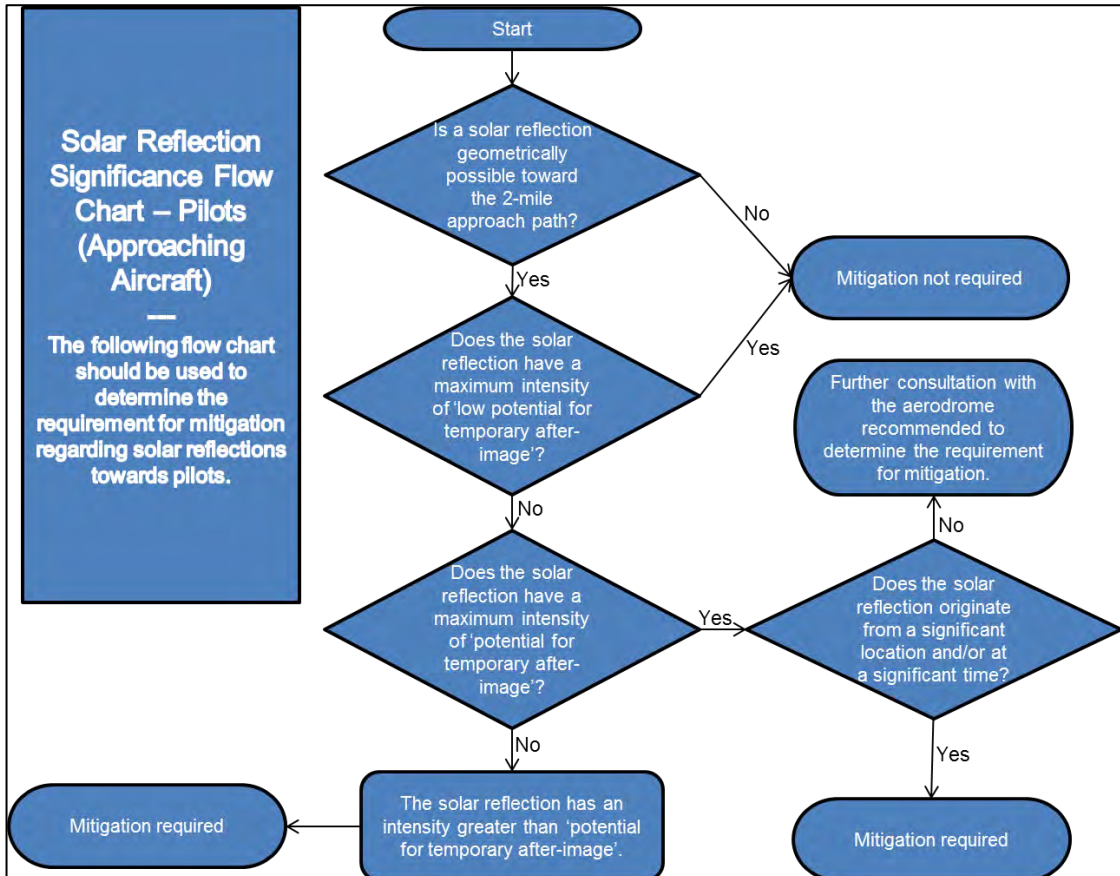 Solar Reflection
Significance Flow
Chart – Pilots
(Approaching
Aircraft)
—
The following flow chart
should be used to
determine the
requirement for mitigation
regarding solar reflections
towards pilots.
Start
Is a solar reflection
geometrically
possible toward
the 2-mile
approach path?
No
Mitigation not required
Yes
Does the solar
reflection have a
maximum intensity
of ‘low potential for
temporary after-
image’?
Yes
Further consultation with
the aerodrome
recommended to
determine the requirement
for mitigation.
No
No
Does the solar
reflection have a
maximum intensity
of ‘potential for
temporary after-
image’?
Yes
Does the solar
reflection originate
from a significant
location and/or at
a significant time?
No
Yes
Mitigation required
The solar reflection has an
intensity greater than ‘potential
for temporary after-image’.
Mitigation required